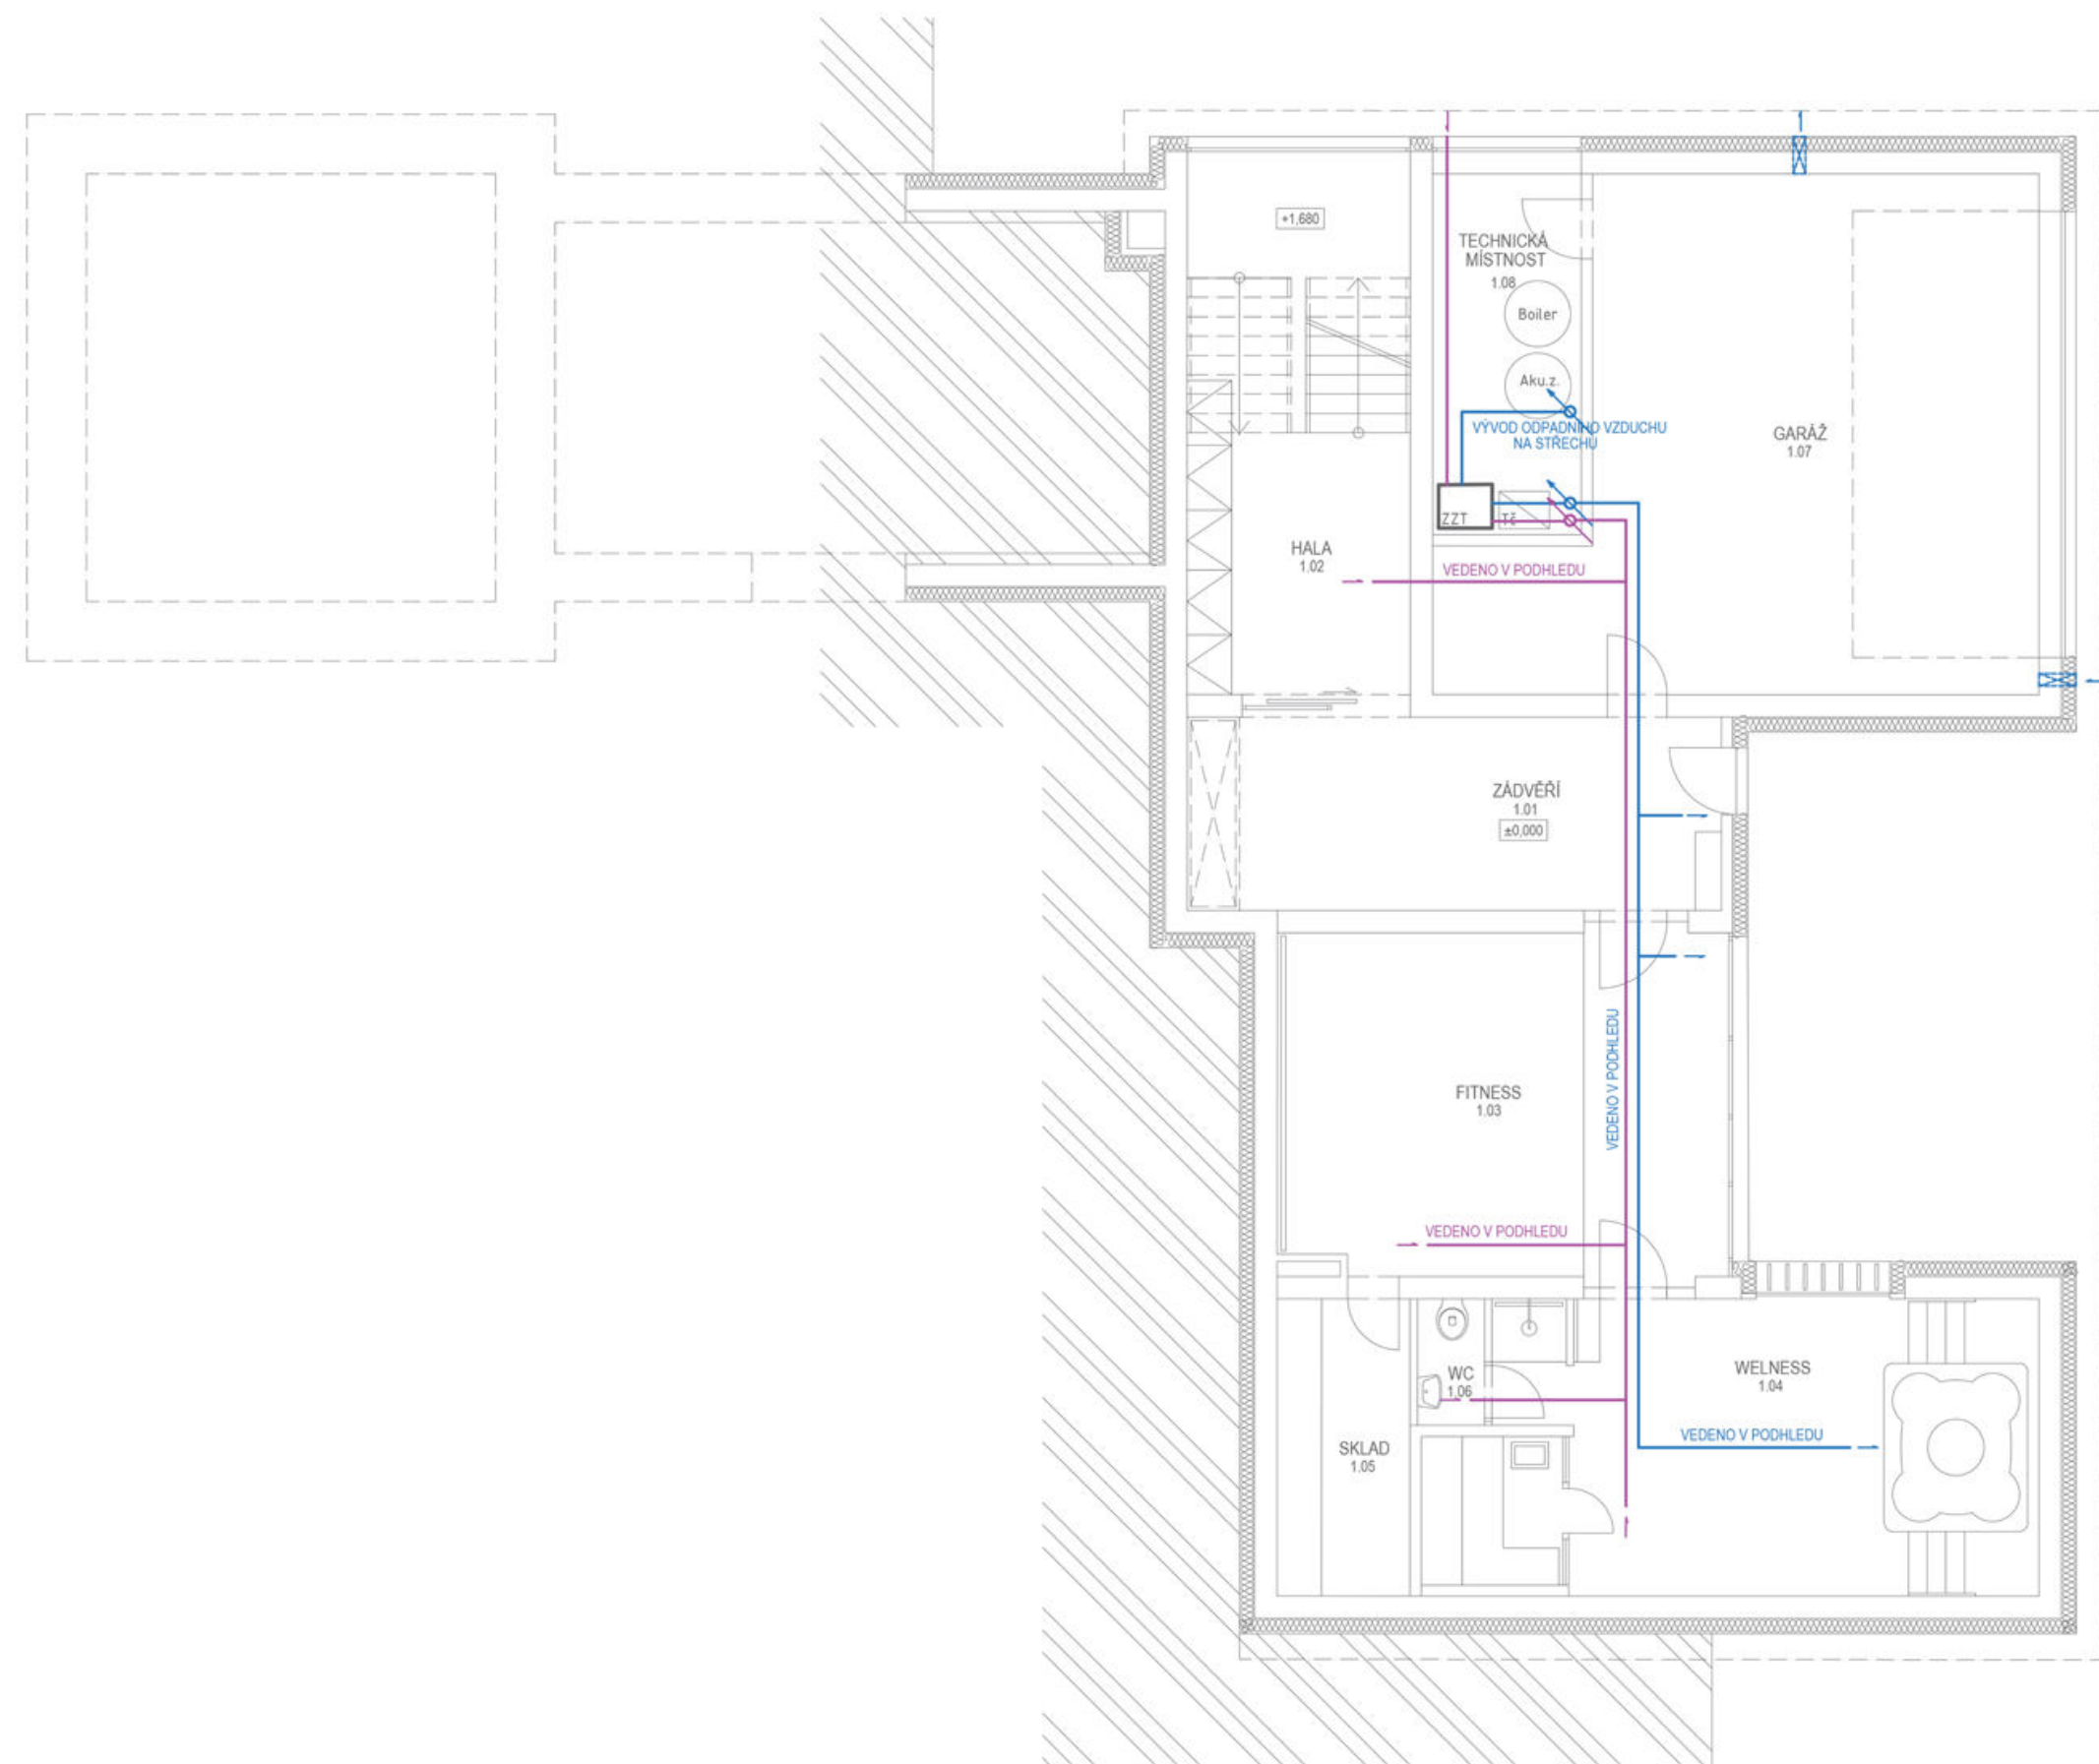 +1,680
TECHNICKÁ
MÍSTNOST
1.08
Boiler
Aku.z.
VÝVOD ODPADNÍHO VZDUCHU
NA STŘECHU
GARÁŽ
1.07
ZZT
TČ
HALA
1.02
VEDENO V PODHLEDU
ZÁDVĚŘÍ
1.01
±0,000
VEDENO V PODHLEDU
FITNESS
1.03
VEDENO V PODHLEDU
WC
1.06
WELNESS
1.04
VEDENO V PODHLEDU
SKLAD
1.05